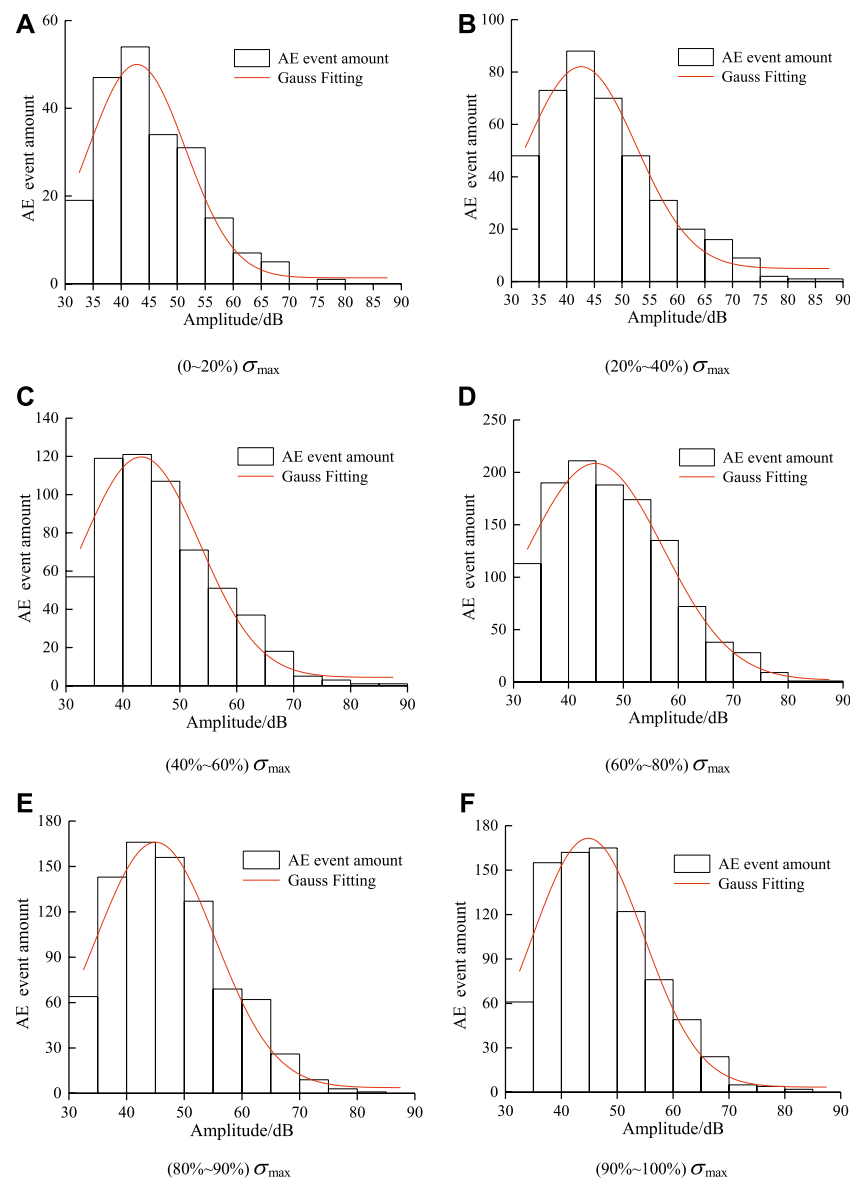 A
60
40
20
0
AE event amount
AE event amount
Gauss Fitting
30 35 40 45 50 55 60 65 70 75 80 90
Amplitude/dB
(0~20%) σmax
B
100
80
60
40
20
0
AE event amount
AE event amount
Gauss Fitting
30 35 40 45 50 55 60 65 70 75 80 85 90
Amplitude/dB
(20%~40%) σmax
C
140
120
100
80
60
40
20
0
AE event amount
AE event amount
Gauss Fitting
30 40 50 60 70 80 90
Amplitude/dB
(40%~60%) σmax
D
250
200
150
100
50
0
AE event amount
AE event amount
Gauss Fitting
30 40 50 60 70 80 90
Amplitude/dB
(60%~80%) σmax
E
180
150
120
90
60
30
0
AE event amount
AE event amount
Gauss Fitting
30 40 50 60 70 80 90
Amplitude/dB
(80%~90%) σmax
F
180
150
120
90
60
30
0
AE event amount
AE event amount
Gauss Fitting
30 40 50 60 70 80 90
Amplitude/dB
(90%~100%) σmax